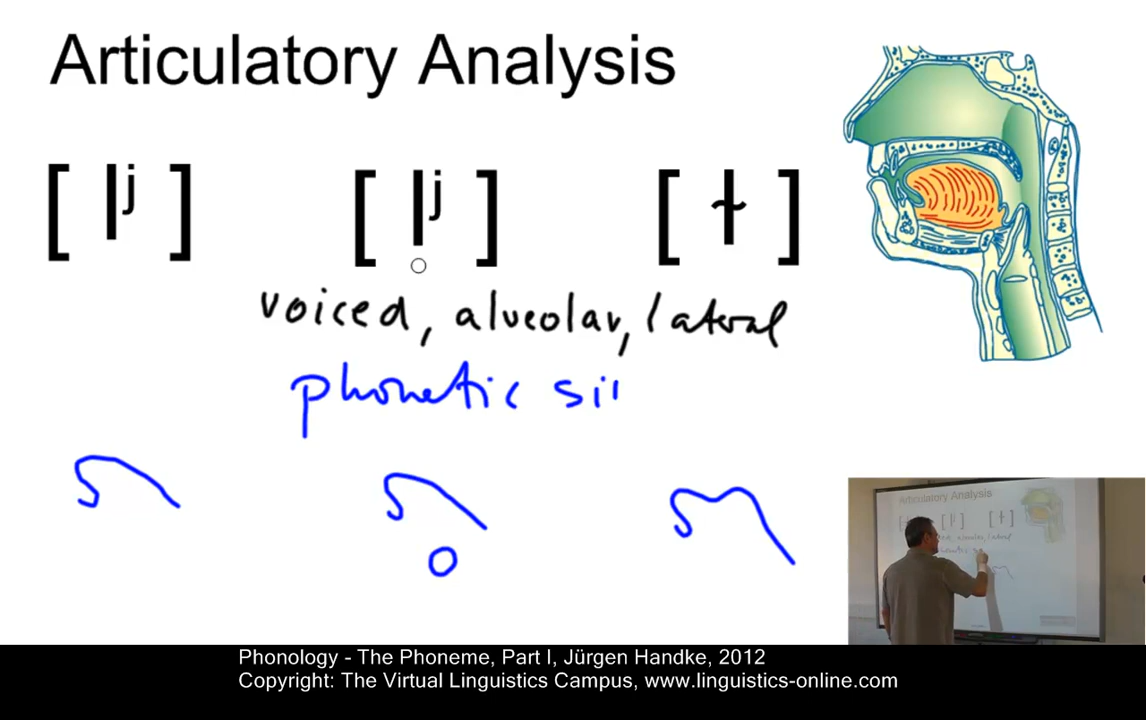 Articulatory Analysis
[ lʲ ] [ l̥ʲ ] [ ɫ ]
voiced, alveolar, lateral
phonetic si
Phonology - The Phoneme, Part I, Jürgen Handke, 2012
Copyright: The Virtual Linguistics Campus, www.linguistics-online.com